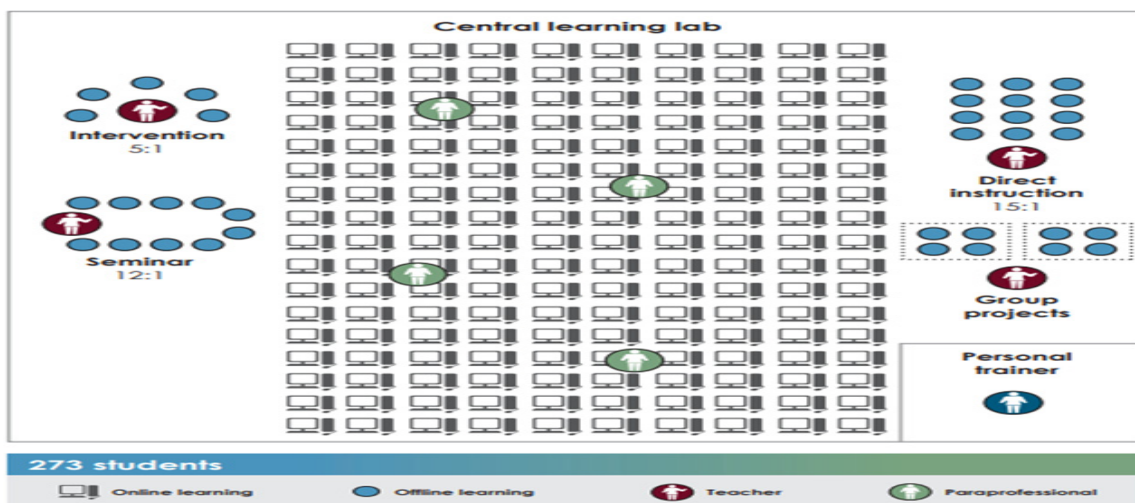 Central learning lab
Intervention
5:1
Seminar
12:1
Direct
instruction
15:1
Group
projects
Personal
trainer
273 students
Online learning
Offline learning
Teacher
Paraprofessional